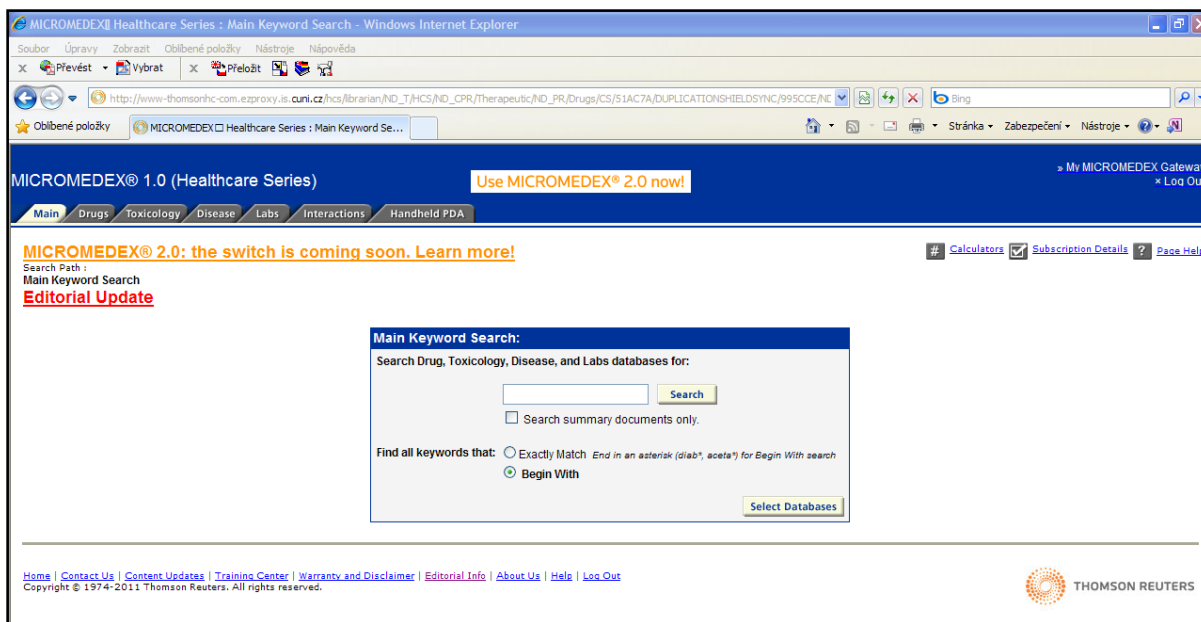 MICROMEDEX[] Healthcare Series : Main Keyword Search - Windows Internet Explorer
Soubor Úpravy Zobrazit Oblíbené položky Nástroje Nápověda
x Převést Vybrat x Přeložit
http://www-thomsonhc-com.ezproxy.is.cuni.cz/hcs/librarian/ND_T/HCS/ND_CPR/Therapeutic/ND_PR/Drugs/CS/51AC7A/DUPLICATIONSHIELDSYNC/995CCE/NE Bing
Oblíbené položky MICROMEDEX□ Healthcare Series : Main Keyword Se... Stránka Zabezpečení Nástroje
MICROMEDEX® 1.0 (Healthcare Series) Use MICROMEDEX® 2.0 now! » My MICROMEDEX Gateway
× Log Ou
Main Drugs Toxicology Disease Labs Interactions Handheld PDA
MICROMEDEX® 2.0: the switch is coming soon. Learn more! # Calculators Subscription Details ? Page Help
Search Path :
Main Keyword Search
Editorial Update
Main Keyword Search:
Search Drug, Toxicology, Disease, and Labs databases for:
Search
Search summary documents only.
Find all keywords that: Exactly Match End in an asterisk (diab*, aceta*) for Begin With search
Begin With
Select Databases
Home | Contact Us | Content Updates | Training Center | Warranty and Disclaimer | Editorial Info | About Us | Help | Log Out
Copyright © 1974-2011 Thomson Reuters. All rights reserved.
THOMSON REUTERS